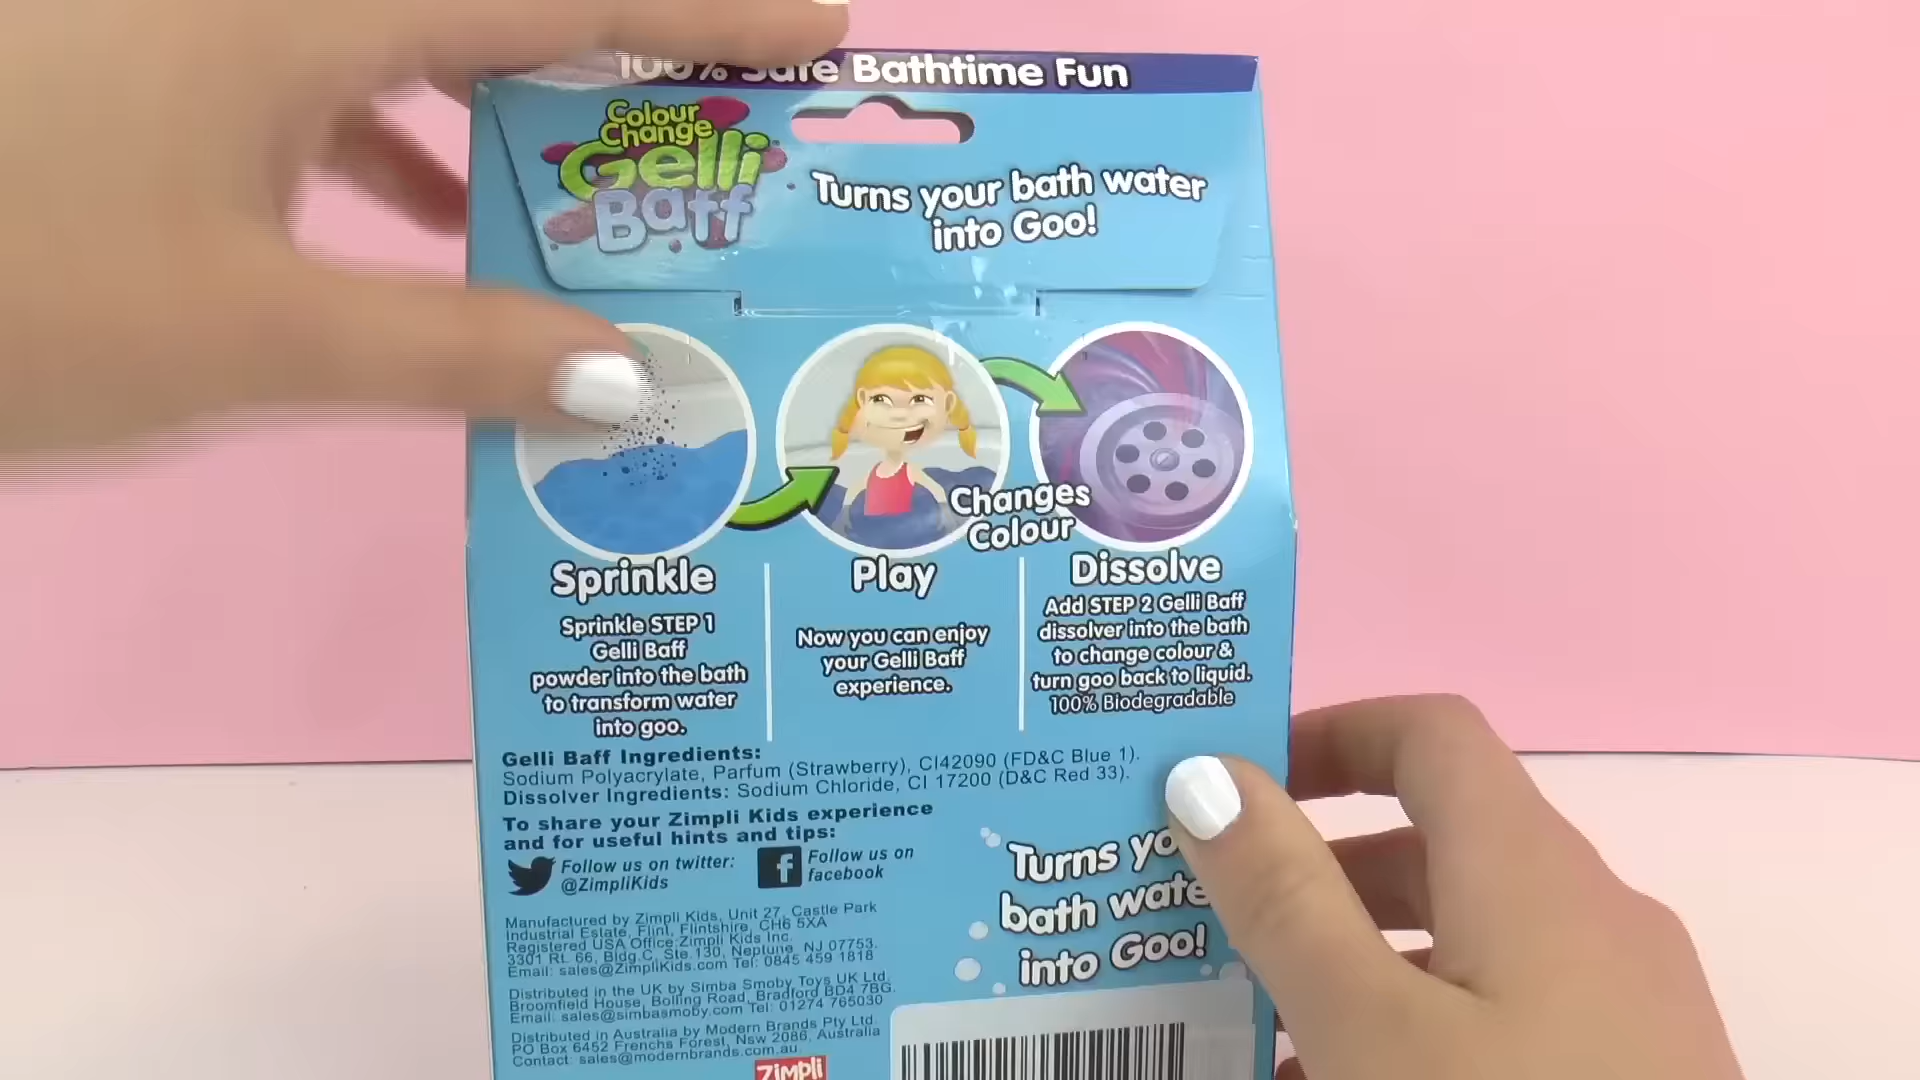 100% Safe Bathtime Fun
Colour
Change
Gelli
Baff
Turns your bath water
into Goo!
Changes
Colour
Sprinkle
Sprinkle STEP 1
Gelli Baff
powder into the bath
to transform water
into goo.
Play
Now you can enjoy
your Gelli Baff
experience.
Dissolve
Add STEP 2 Gelli Baff
dissolver into the bath
to change colour &
turn goo back to liquid.
100% Biodegradable
Gelli Baff Ingredients:
Sodium Polyacrylate, Parfum (Strawberry), CI42090 (FD&C Blue 1).
Dissolver Ingredients: Sodium Chloride, CI 17200 (D&C Red 33).
To share your Zimpli Kids experience
and for useful hints and tips:
Follow us on twitter:
@ZimpliKids
Follow us on
facebook
Manufactured by Zimpli Kids, Unit 27, Castle Park
Industrial Estate, Flint, Flintshire, CH6 5XA
Registered USA Office:Zimpli Kids Inc.
3301 Rt. 66, Bldg.C, Ste.130, Neptune, NJ 07753.
Email: sales@ZimpliKids.com Tel: 0845 459 1818
Distributed in the UK by Simba Smoby Toys UK Ltd.
Broomfield House, Bolling Road, Bradford BD4 7BG.
Email: sales@simbasmoby.com Tel: 01274 765030
Distributed in Australia by Modern Brands Pty Ltd.
PO Box 6452 Frenchs Forest, Nsw 2086, Australia
Contact: sales@modernbrands.com.au
Turns yo
bath wate
into Goo!
Zimpli